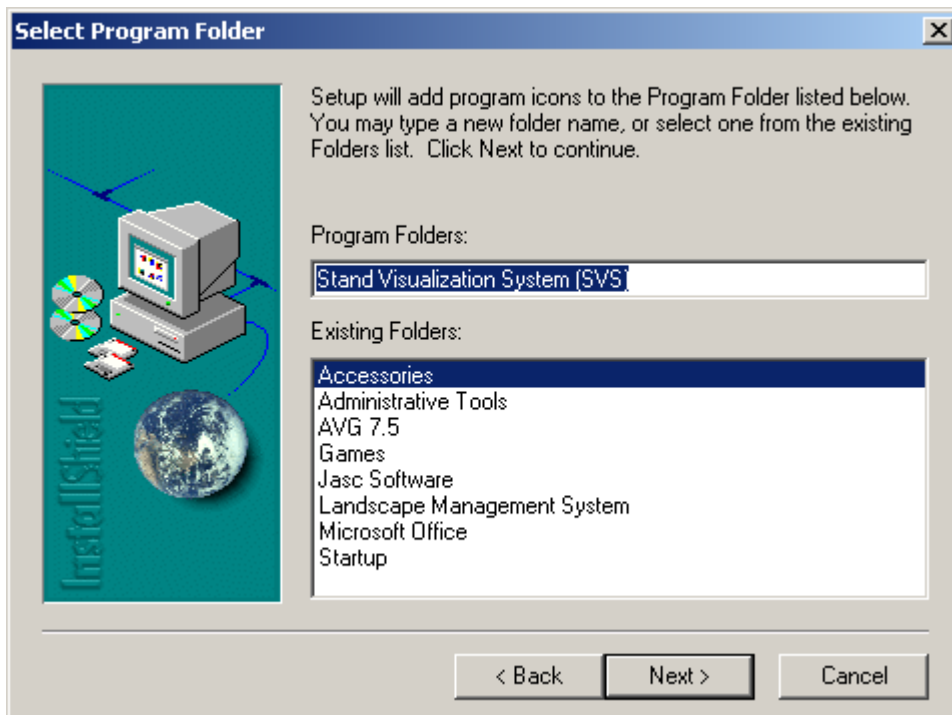 Select Program Folder
Setup will add program icons to the Program Folder listed below.
You may type a new folder name, or select one from the existing
Folders list.  Click Next to continue.
Program Folders:
Stand Visualization System (SVS)
Existing Folders:
Accessories
Administrative Tools
AVG 7.5
Games
Jasc Software
Landscape Management System
Microsoft Office
Startup
InstallShield
< Back
Next >
Cancel